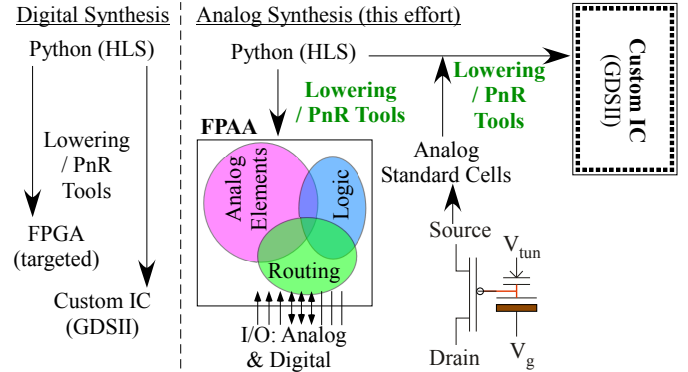 Digital Synthesis
Python (HLS)
Lowering
/ PnR
Tools
FPGA
(targeted)
Custom IC
(GDSII)
Analog Synthesis (this effort)
Python (HLS)
Lowering
/ PnR Tools
FPAA
Analog
Elements
Logic
Routing
I/O: Analog
& Digital
Lowering
/ PnR
Tools
Analog
Standard Cells
Source
Vtun
Drain
Vg
Custom IC
(GDSII)